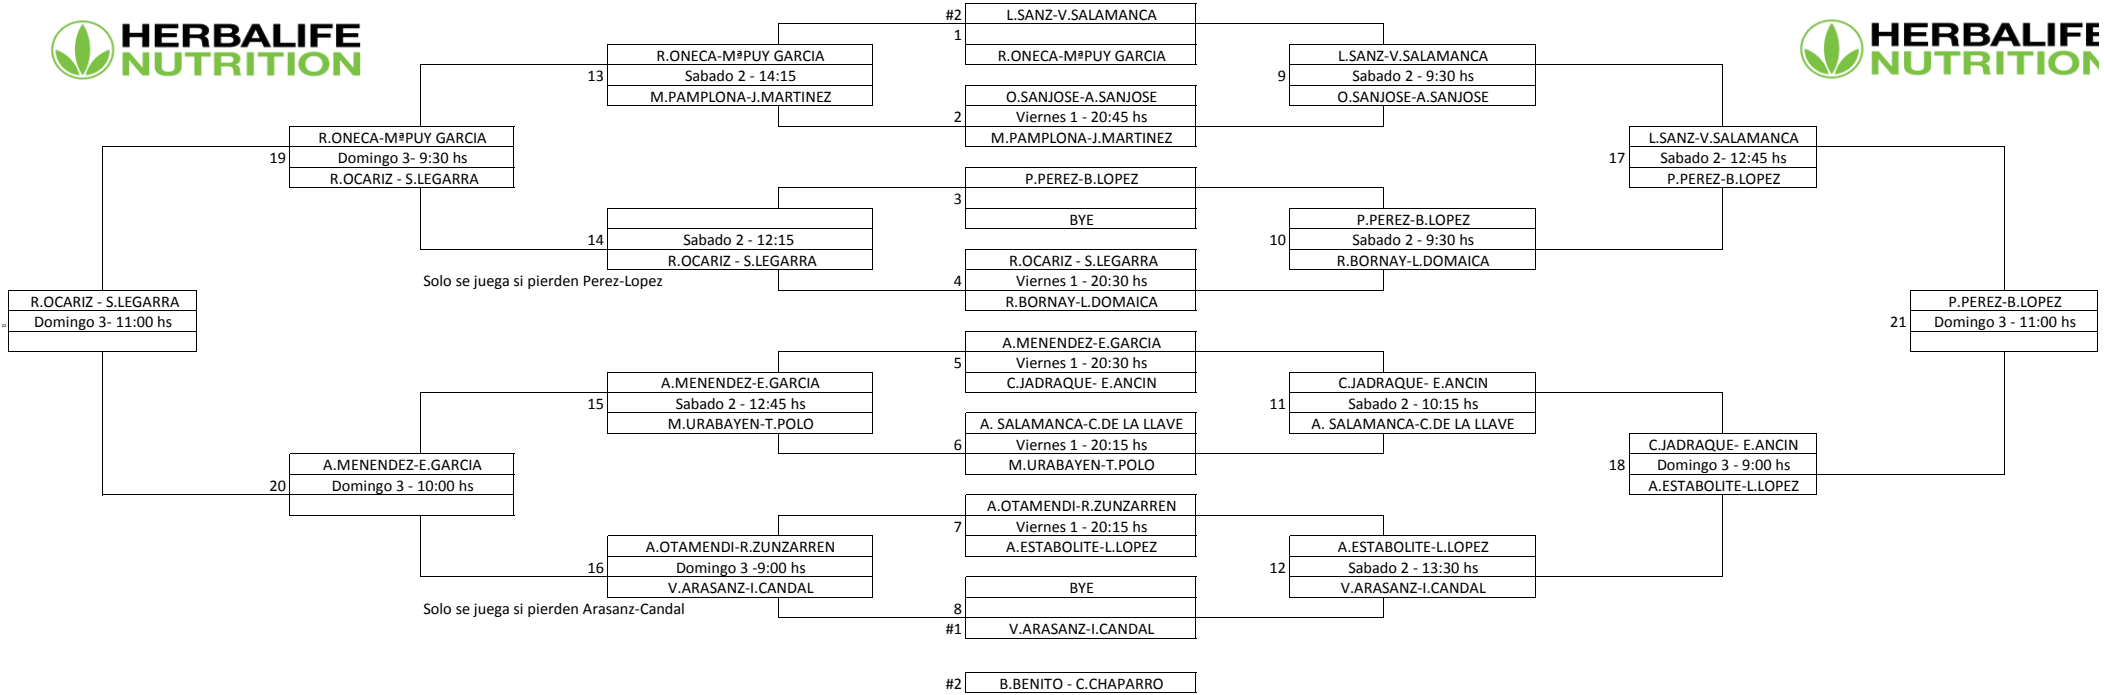 HERBALIFE
NUTRITION
HERBALIFE
NUTRITION
#2 L.SANZ-V.SALAMANCA
1
R.ONECA-MªPUY GARCIA
2 O.SANJOSE-A.SANJOSE
Viernes 1 - 20:45 hs
M.PAMPLONA-J.MARTINEZ
3 P.PEREZ-B.LOPEZ
BYE
4 R.OCARIZ - S.LEGARRA
Viernes 1 - 20:30 hs
R.BORNAY-L.DOMAICA
5 A.MENENDEZ-E.GARCIA
Viernes 1 - 20:30 hs
C.JADRAQUE- E.ANCIN
6 A. SALAMANCA-C.DE LA LLAVE
Viernes 1 - 20:15 hs
M.URABAYEN-T.POLO
7 A.OTAMENDI-R.ZUNZARREN
Viernes 1 - 20:15 hs
A.ESTABOLITE-L.LOPEZ
8 BYE
#1 V.ARASANZ-I.CANDAL
#2 B.BENITO - C.CHAPARRO
13 R.ONECA-MªPUY GARCIA
Sabado 2 - 14:15
M.PAMPLONA-J.MARTINEZ
14 Sabado 2 - 12:15
R.OCARIZ - S.LEGARRA
Solo se juega si pierden Perez-Lopez
15 A.MENENDEZ-E.GARCIA
Sabado 2 - 12:45 hs
M.URABAYEN-T.POLO
16 A.OTAMENDI-R.ZUNZARREN
Domingo 3 -9:00 hs
V.ARASANZ-I.CANDAL
Solo se juega si pierden Arasanz-Candal
19 R.ONECA-MªPUY GARCIA
Domingo 3- 9:30 hs
R.OCARIZ - S.LEGARRA
20 A.MENENDEZ-E.GARCIA
Domingo 3 - 10:00 hs
R.OCARIZ - S.LEGARRA
Domingo 3- 11:00 hs
9 L.SANZ-V.SALAMANCA
Sabado 2 - 9:30 hs
O.SANJOSE-A.SANJOSE
10 P.PEREZ-B.LOPEZ
Sabado 2 - 9:30 hs
R.BORNAY-L.DOMAICA
11 C.JADRAQUE- E.ANCIN
Sabado 2 - 10:15 hs
A. SALAMANCA-C.DE LA LLAVE
12 A.ESTABOLITE-L.LOPEZ
Sabado 2 - 13:30 hs
V.ARASANZ-I.CANDAL
17 L.SANZ-V.SALAMANCA
Sabado 2- 12:45 hs
P.PEREZ-B.LOPEZ
18 C.JADRAQUE- E.ANCIN
Domingo 3 - 9:00 hs
A.ESTABOLITE-L.LOPEZ
21 P.PEREZ-B.LOPEZ
Domingo 3 - 11:00 hs